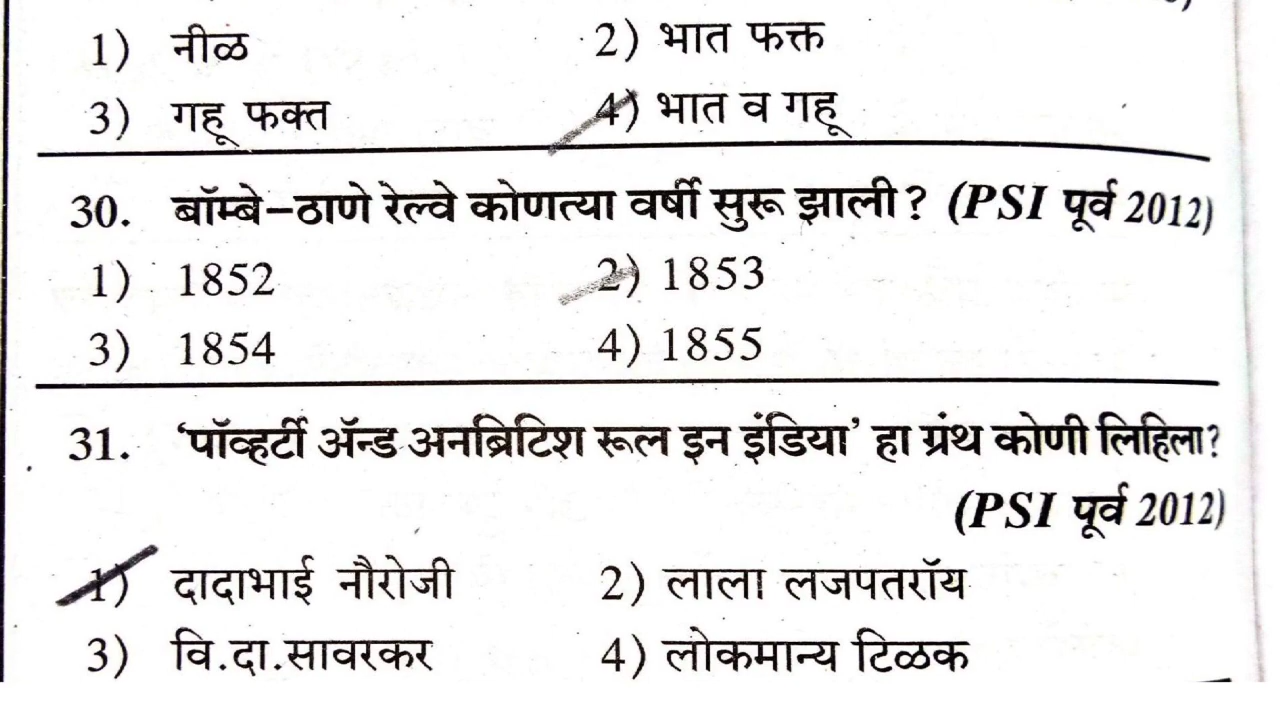 1) नीळ 2) भात फक्त
3) गहू फक्त 4) भात व गहू
30. बॉम्बे-ठाणे रेल्वे कोणत्या वर्षी सुरू झाली? (PSI पूर्व 2012)
1) 1852 2) 1853
3) 1854 4) 1855
31. 'पॉव्हर्टी ॲन्ड अनब्रिटिश रूल इन इंडिया' हा ग्रंथ कोणी लिहिला?
(PSI पूर्व 2012)
1) दादाभाई नौरोजी 2) लाला लजपतरॉय
3) वि.दा.सावरकर 4) लोकमान्य टिळक